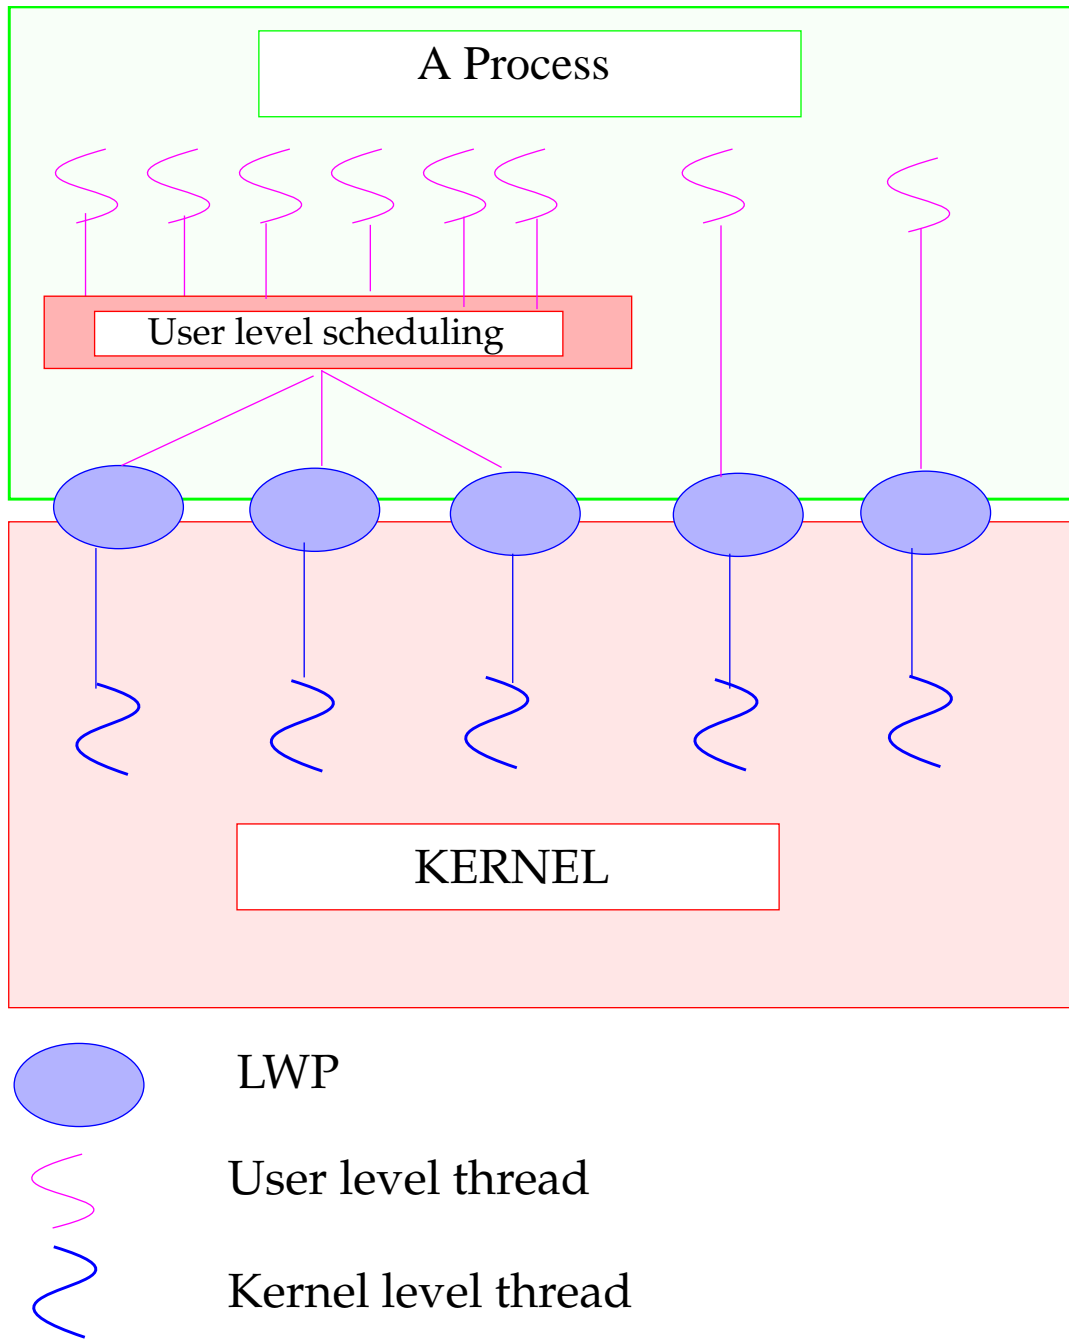 A Process
User level scheduling
KERNEL
LWP
User level thread
Kernel level thread